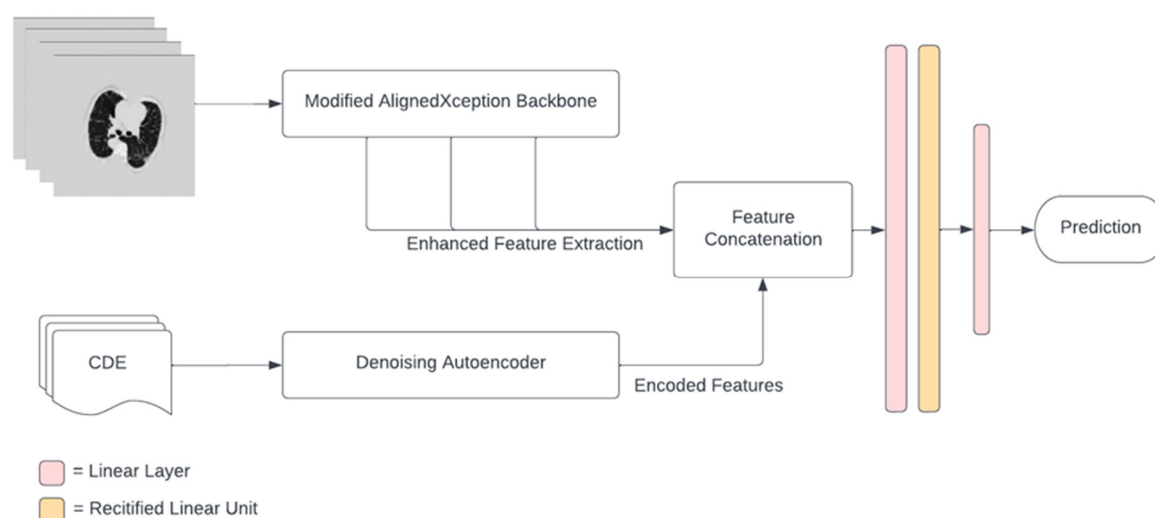 Modified AlignedXception Backbone
Feature
Concatenation
Prediction
Enhanced Feature Extraction
CDE
Denoising Autoencoder
Encoded Features
= Linear Layer
= Recitified Linear Unit